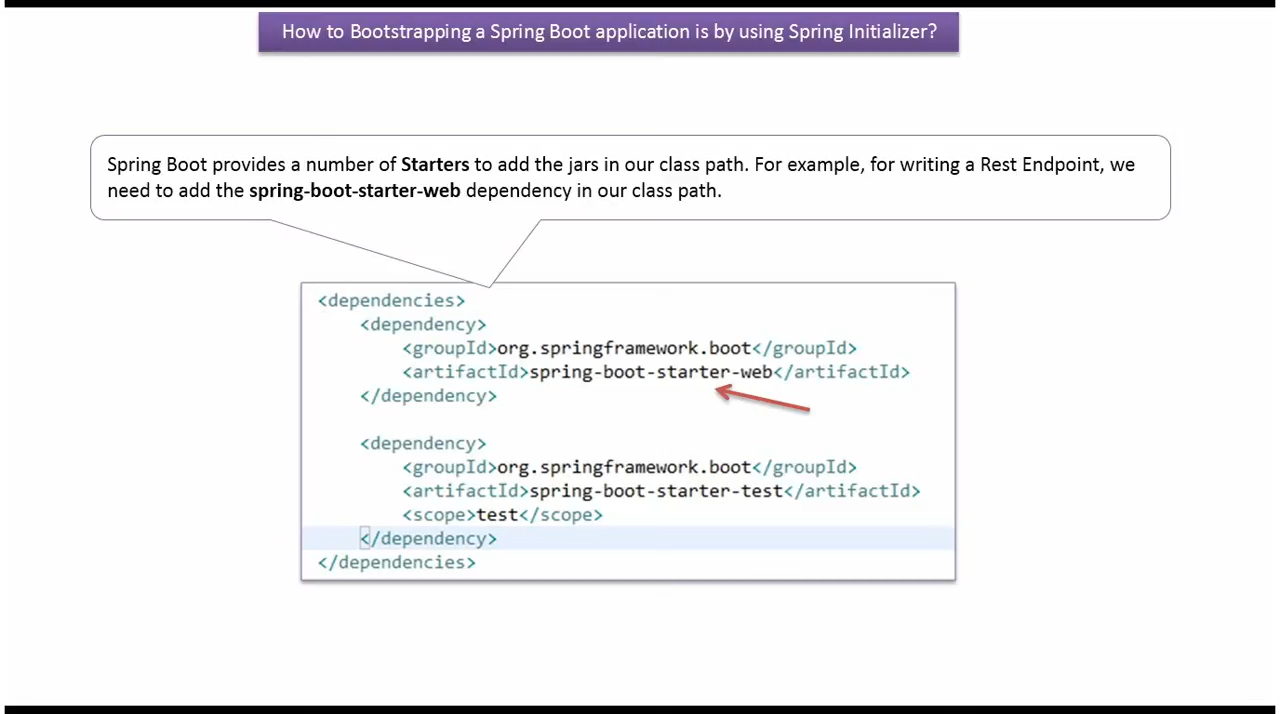 How to Bootstrapping a Spring Boot application is by using Spring Initializer?
Spring Boot provides a number of Starters to add the jars in our class path. For example, for writing a Rest Endpoint, we
need to add the spring-boot-starter-web dependency in our class path.
<dependencies>
<dependency>
<groupId>org.springframework.boot</groupId>
<artifactId>spring-boot-starter-web</artifactId>
</dependency>
<dependency>
<groupId>org.springframework.boot</groupId>
<artifactId>spring-boot-starter-test</artifactId>
<scope>test</scope>
</dependency>
</dependencies>